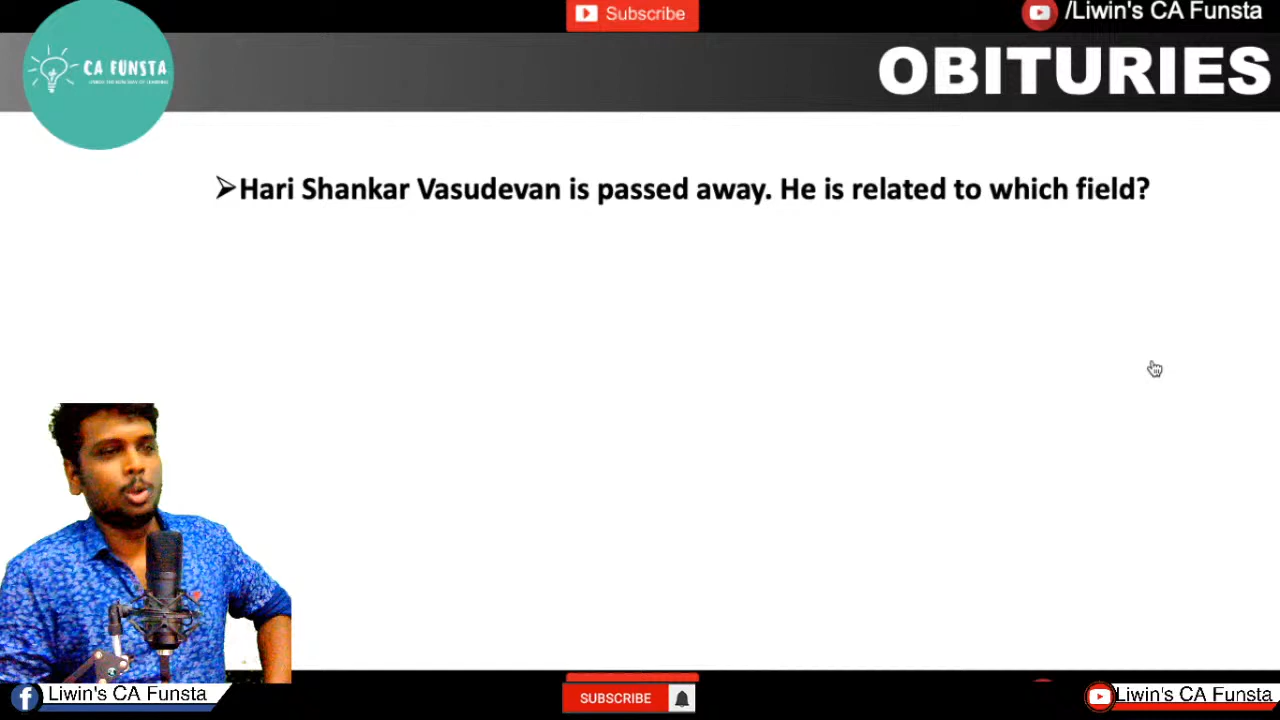 Subscribe
/Liwin's CA Funsta
CA FUNSTA
OBITURIES
➢Hari Shankar Vasudevan is passed away. He is related to which field?
Liwin's CA Funsta
SUBSCRIBE
Liwin's CA Funsta